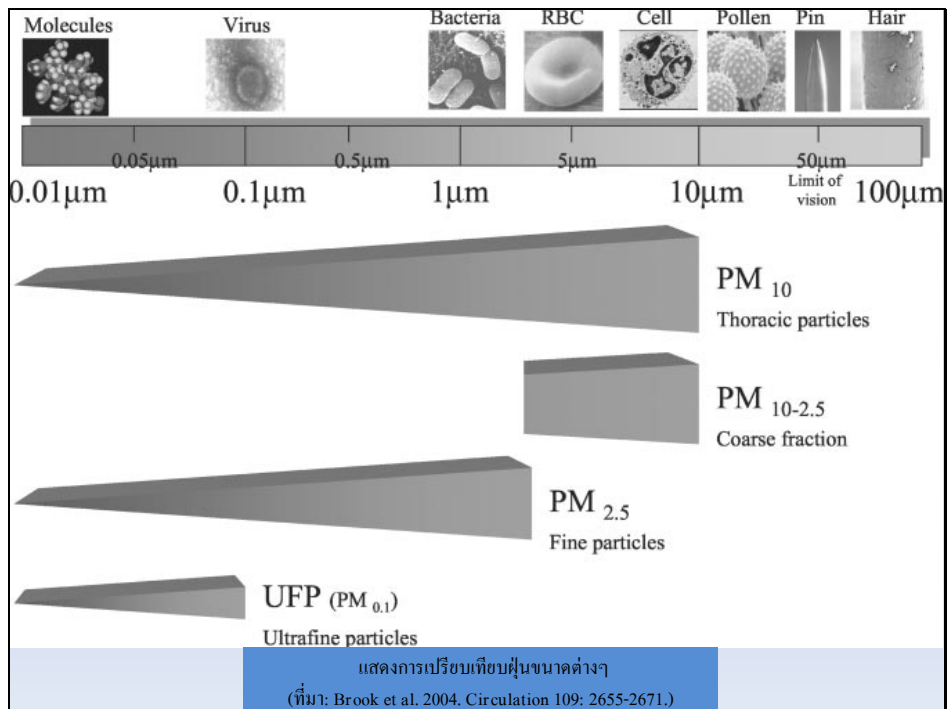 Molecules Virus Bacteria RBC Cell Pollen Pin Hair
0.05μm 0.5μm 5μm 50μm
0.01μm 0.1μm 1μm 10μm Limit of vision 100μm
PM 10
Thoracic particles
PM 10-2.5
Coarse fraction
PM 2.5
Fine particles
UFP (PM 0.1)
Ultrafine particles
แสดงการเปรียบเทียบฝุ่นขนาดต่างๆ
(ที่มา: Brook et al. 2004. Circulation 109: 2655-2671.)